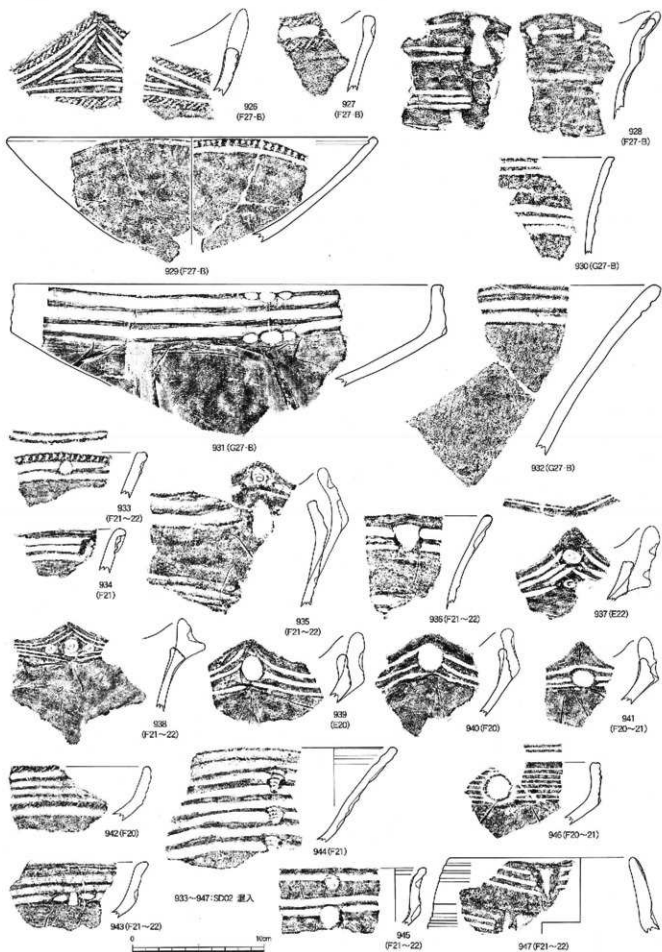 926
(F27-B)
927
(F27-B)
928
(F27-B)
929(F27-B)
930(G27-B)
931(G27-B)
932(G27-B)
933
(F21～22)
934
(F21)
935
(F21～22)
936(F21～22)
937(E22)
938
(F21～22)
939
(E20)
940(F20)
941
(F20～21)
942(F20)
944(F21)
946(F20～21)
933～947:SD02 混入
943(F21～22)
0
10cm
945
(F21～22)
947(F21～22)